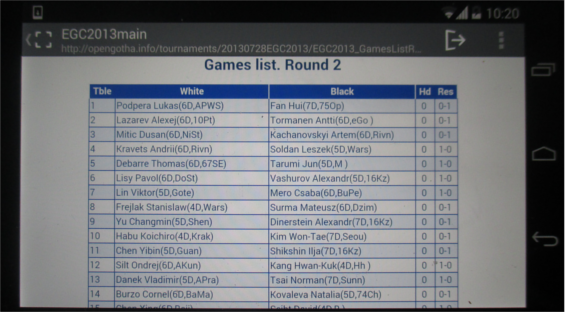 10:20
EGC2013main
http://opengotha.info/tournaments/20130728EGC2013/EGC2013_GamesListR...
Games list. Round 2
Tble White Black Hd Res
1 Podpera Lukas(6D,APWS) Fan Hui(7D,75Op) 0 0-1
2 Lazarev Alexej(6D,10Pt) Tormanen Antti(6D,eGo ) 0 0-1
3 Mitic Dusan(6D,NiSt) Kachanovskyi Artem(6D,Rivn) 0 0-1
4 Kravets Andrii(6D,Rivn) Soldan Leszek(5D,Wars) 0 1-0
5 Debarre Thomas(6D,67SE) Tarumi Jun(5D,M ) 0 1-0
6 Lisy Pavol(6D,DoSt) Vashurov Alexandr(5D,16Kz) 0 1-0
7 Lin Viktor(5D,Gote) Mero Csaba(6D,BuPe) 0 1-0
8 Frejlak Stanislaw(4D,Wars) Surma Mateusz(6D,Dzim) 0 0-1
9 Yu Changmin(5D,Shen) Dinerstein Alexandr(7D,16Kz) 0 0-1
10 Habu Koichiro(4D,Krak) Kim Won-Tae(7D,Seou) 0 0-1
11 Chen Yibin(5D,Guan) Shikshin Ilja(7D,16Kz) 0 0-1
12 Silt Ondrej(6D,AKun) Kang Hwan-Kuk(4D,Hh ) 0 1-0
13 Danek Vladimir(5D,APra) Tsai Norman(7D,Sunn) 0 1-0
14 Burzo Cornel(6D,BaMa) Kovaleva Natalia(5D,74Ch) 0 0-1